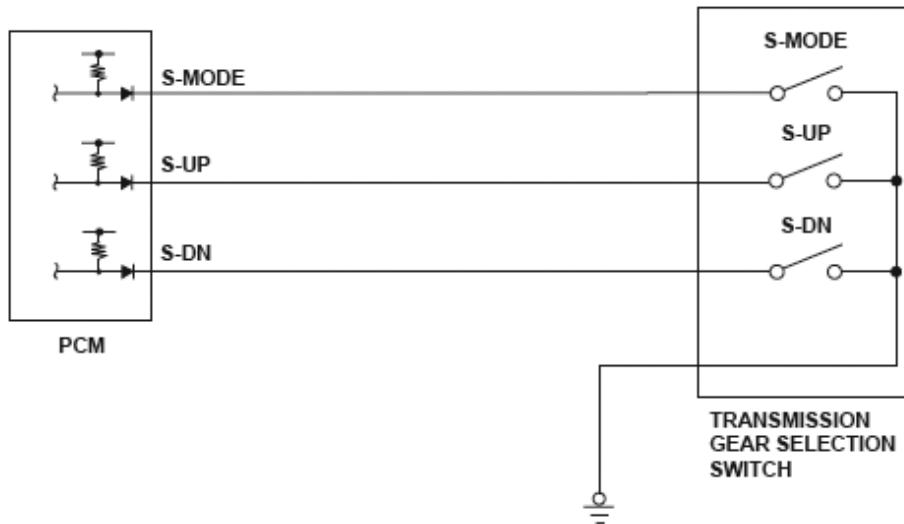 S-MODE
S-MODE
S-UP
S-UP
S-DN
S-DN
PCM
TRANSMISSION
GEAR SELECTION
SWITCH